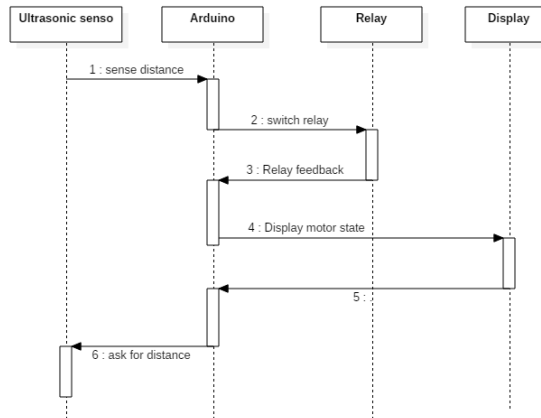 Ultrasonic senso
Arduino
Relay
Display
1 : sense distance
2 : switch relay
3 : Relay feedback
4 : Display motor state
5 :
6 : ask for distance